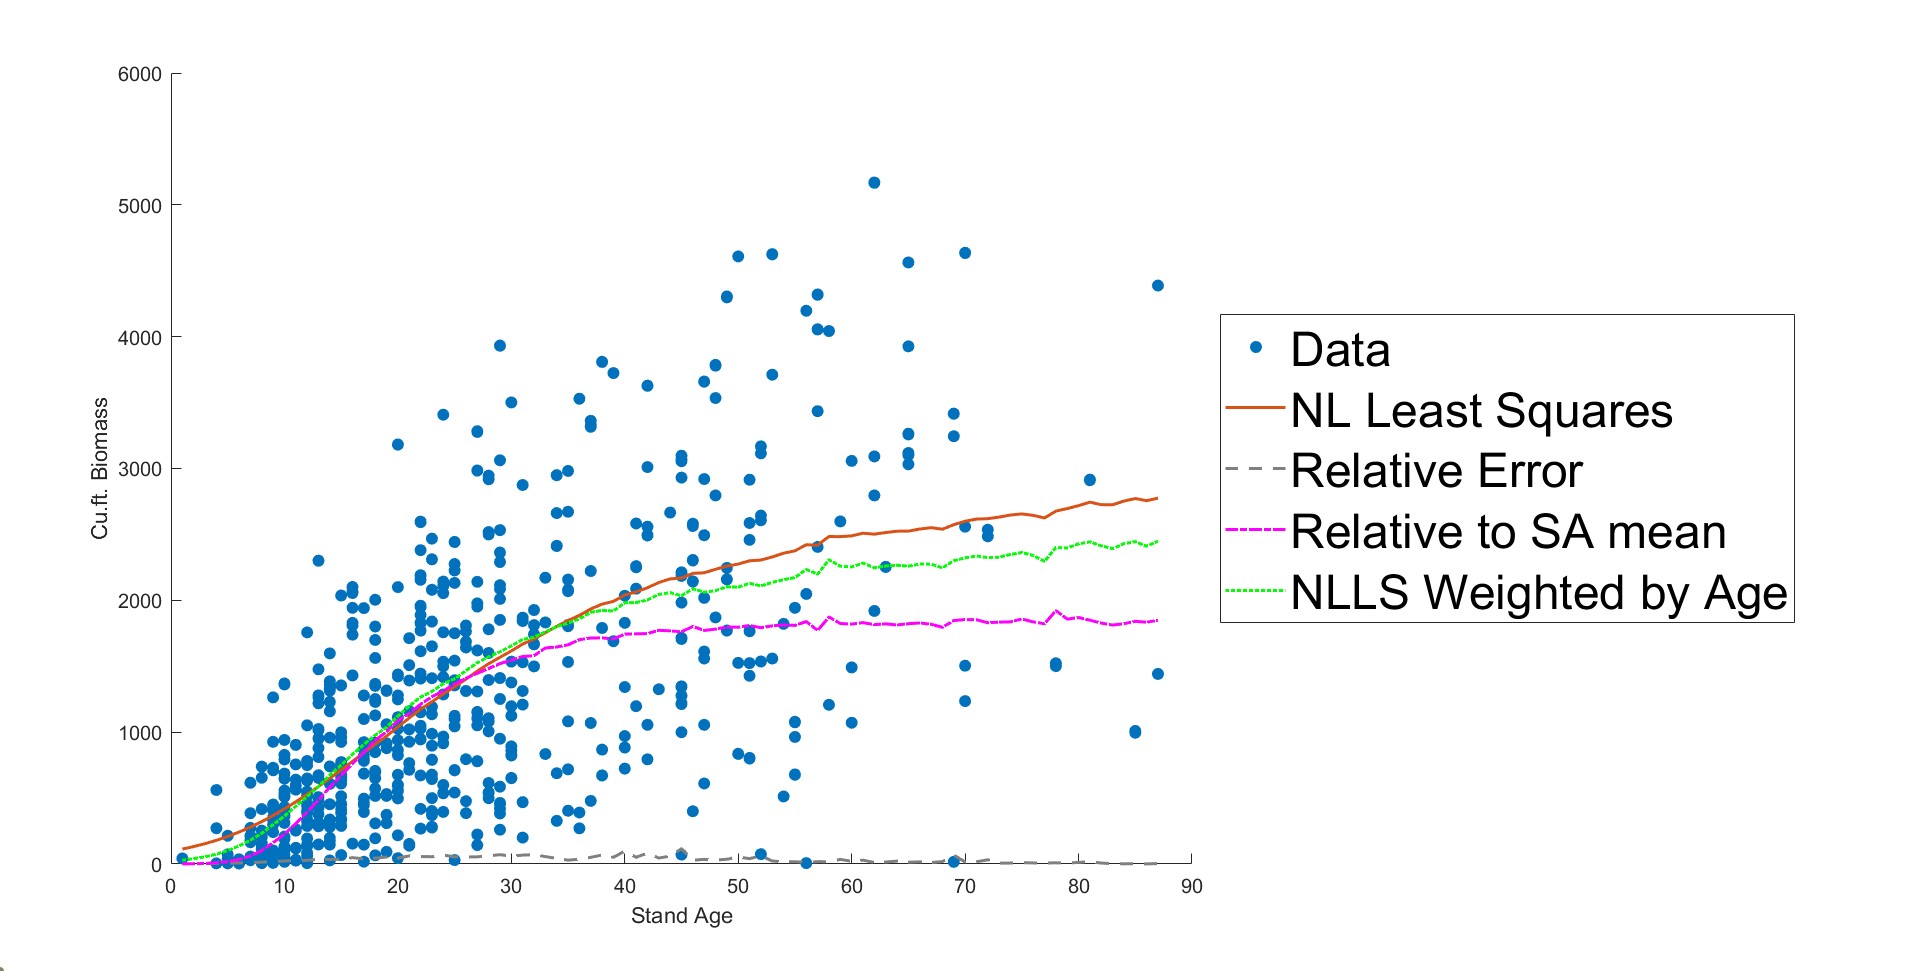 6000
5000
4000
3000
2000
1000
0
Cu.ft. Biomass
0 10 20 30 40 50 60 70 80 90
Stand Age
Data
NL Least Squares
Relative Error
Relative to SA mean
NLLS Weighted by Age